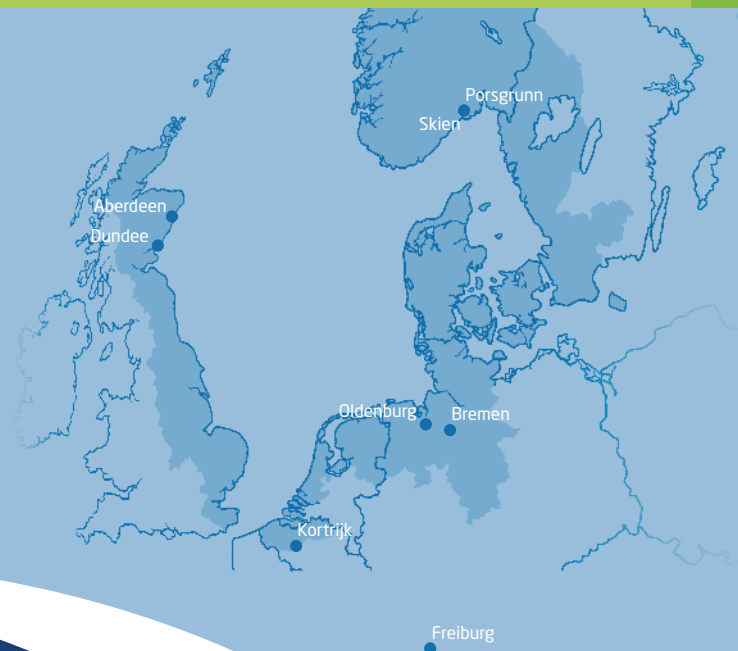 Porsgrunn
Skien
Aberdeen
Dundee
Oldenburg
Bremen
Kortrijk
Freiburg